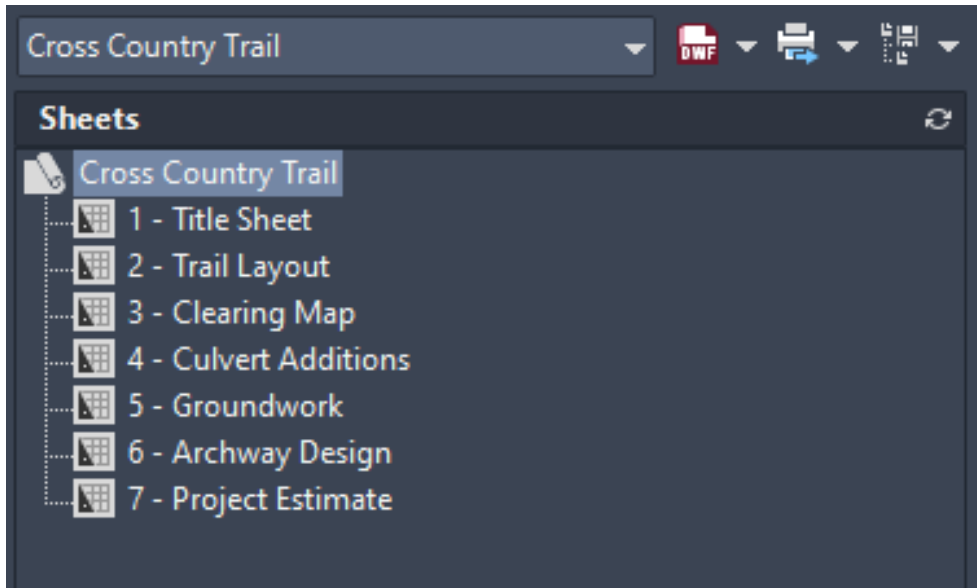 Cross Country Trail
DWF
Sheets
Cross Country Trail
1 - Title Sheet
2 - Trail Layout
3 - Clearing Map
4 - Culvert Additions
5 - Groundwork
6 - Archway Design
7 - Project Estimate